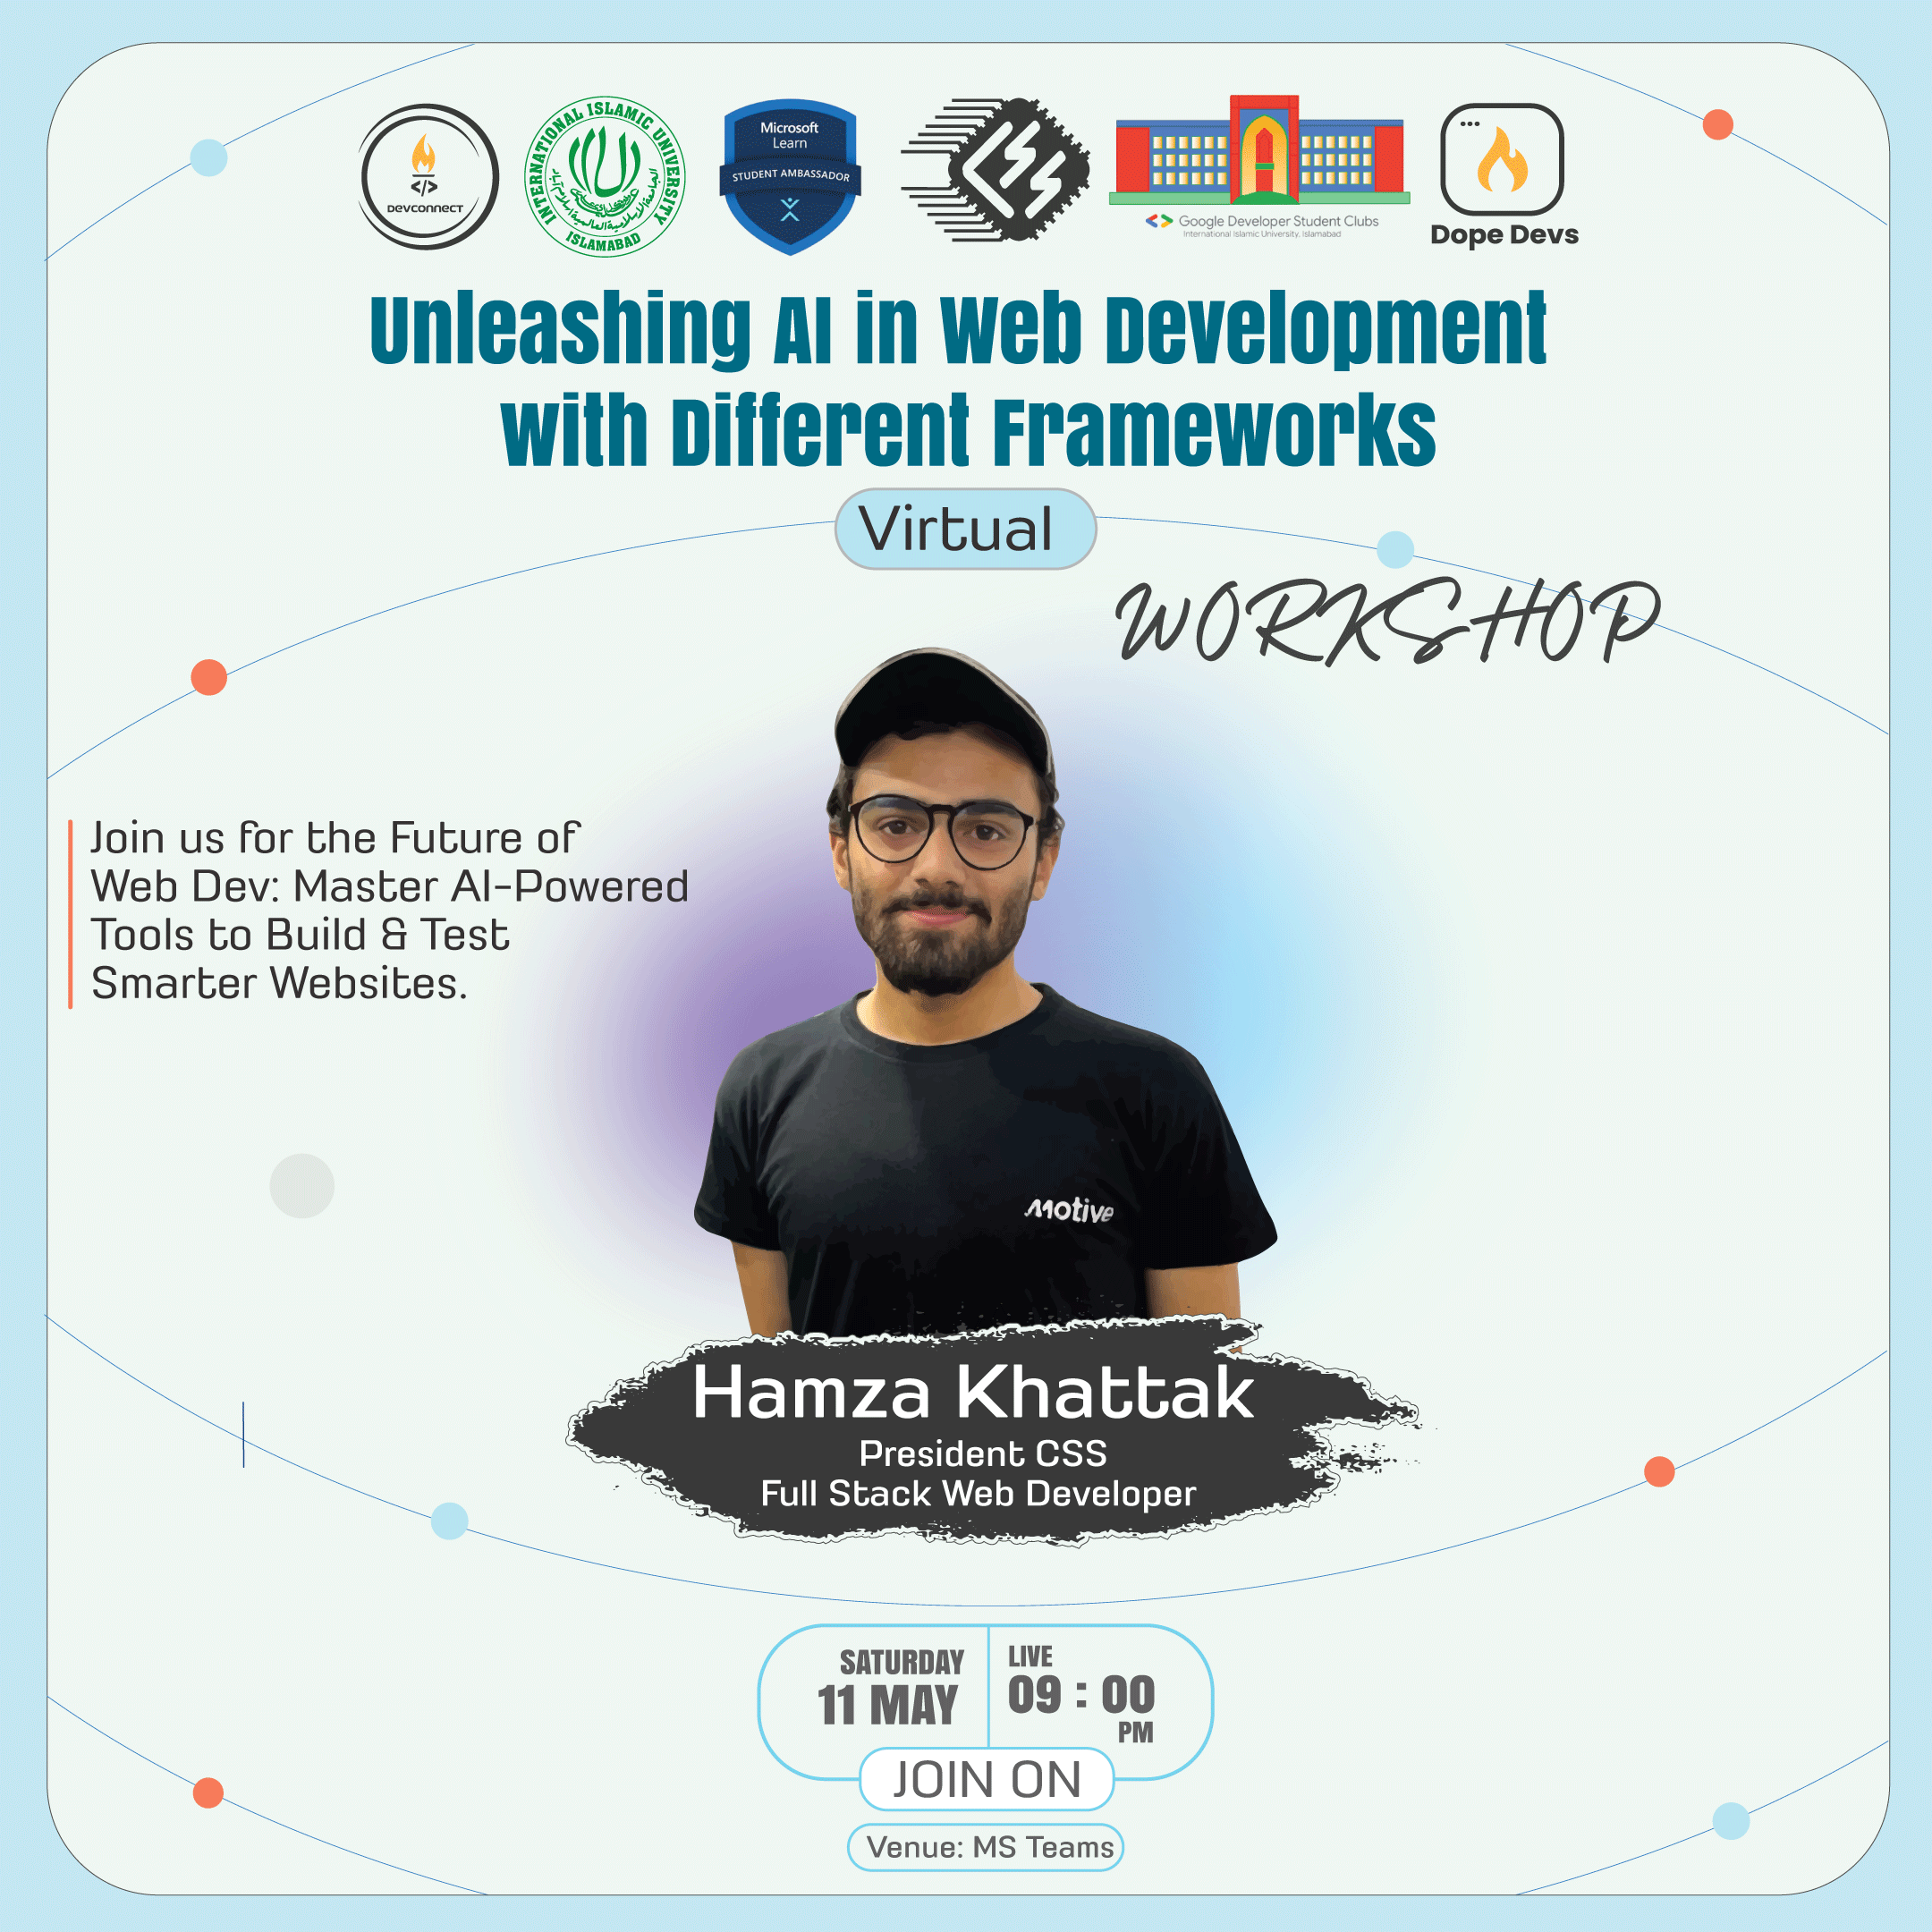 DEVCONNECT
INTERNATIONAL ISLAMIC UNIVERSITY
ISLAMABAD
Microsoft
Learn
STUDENT AMBASSADOR
CSS
Google Developer Student Clubs
International Islamic University, Islamabad
Dope Devs
Unleashing AI in Web Development
with Different Frameworks
Virtual
WORKSHOP
Join us for the Future of
Web Dev: Master AI-Powered
Tools to Build & Test
Smarter Websites.
Motive
Hamza Khattak
President CSS
Full Stack Web Developer
SATURDAY
11 MAY
LIVE
09 : 00
PM
JOIN ON
Venue: MS Teams